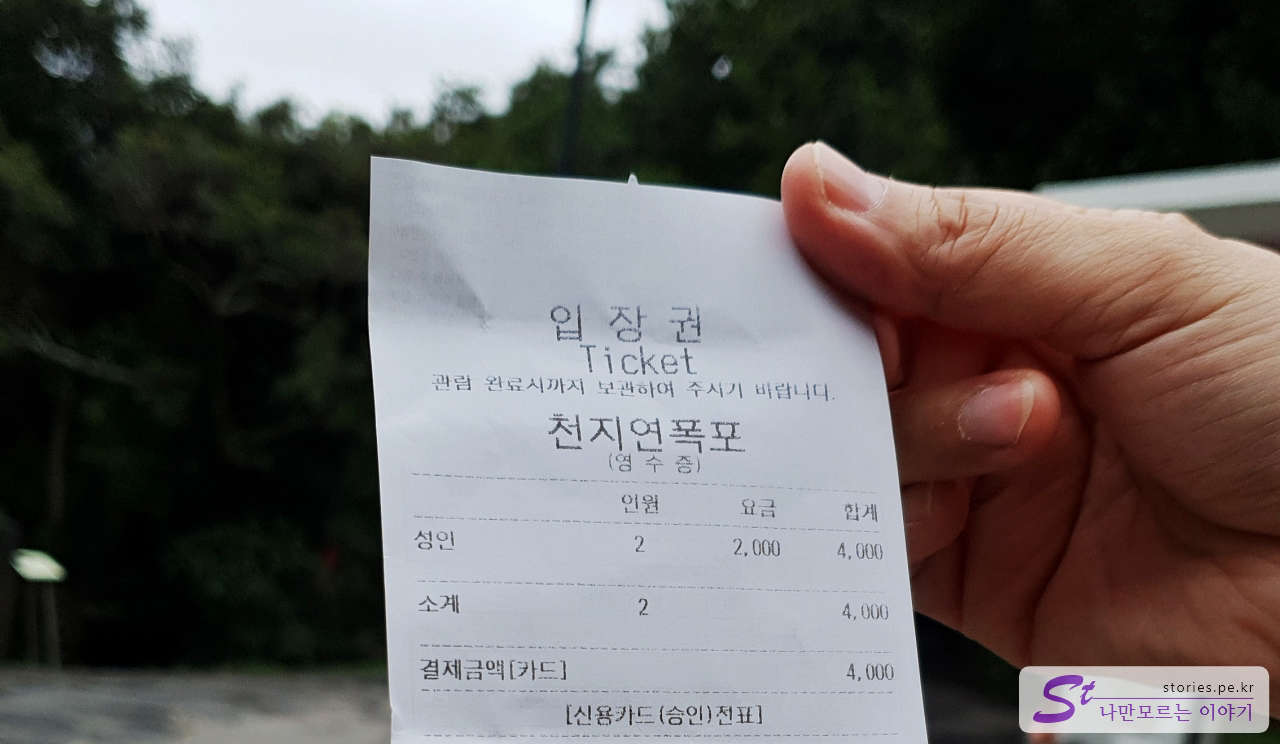 입 장 권
Ticket
관람 완료시까지 보관하여 주시기 바랍니다.
천지연폭포
(영 수 증)
인원 요금 합계
성인 2 2,000 4,000
소계 2 4,000
결제금액[카드] 4,000
[신용카드(승인)전표]
St stories.pe.kr
나만모르는 이야기